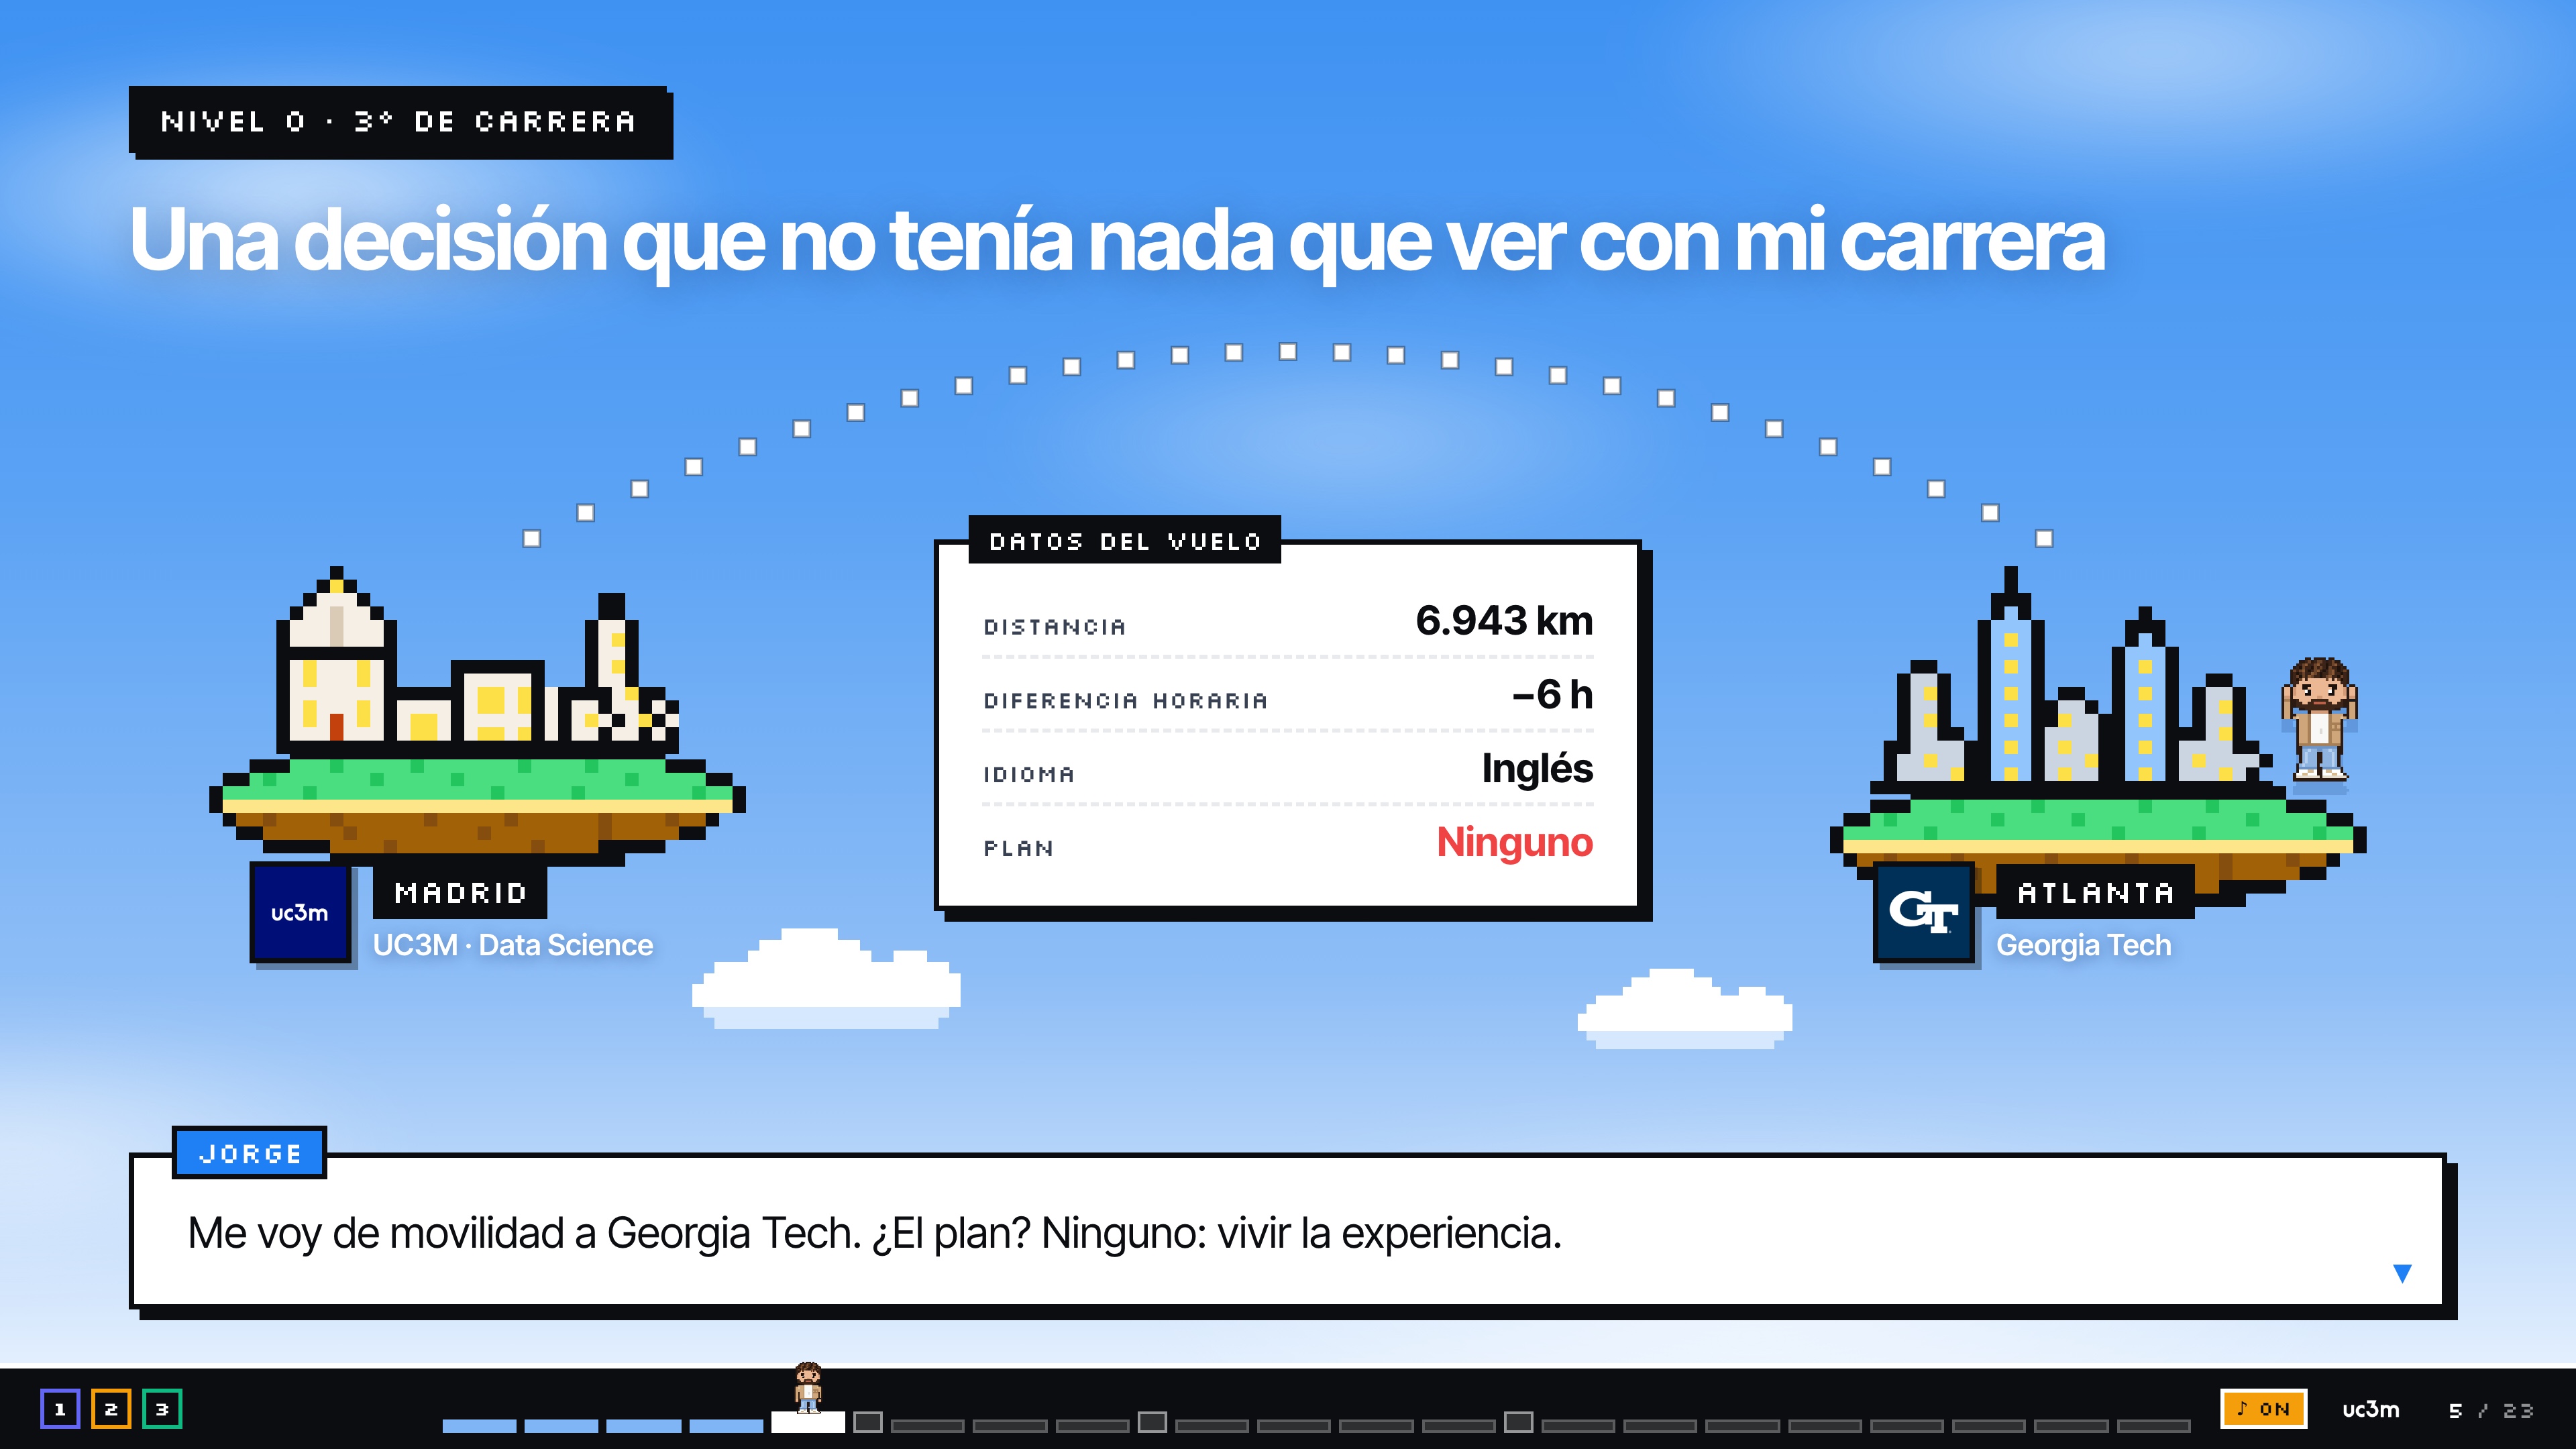 NIVEL 0 · 3º DE CARRERA
Una decisión que no tenía nada que ver con mi carrera
DATOS DEL VUELO
DISTANCIA 6.943 km
DIFERENCIA HORARIA −6 h
IDIOMA Inglés
PLAN Ninguno
uc3m
MADRID
UC3M · Data Science
GT
ATLANTA
Georgia Tech
JORGE
Me voy de movilidad a Georgia Tech. ¿El plan? Ninguno: vivir la experiencia.
▼
1 2 3
♪ ON
uc3m
5 / 23